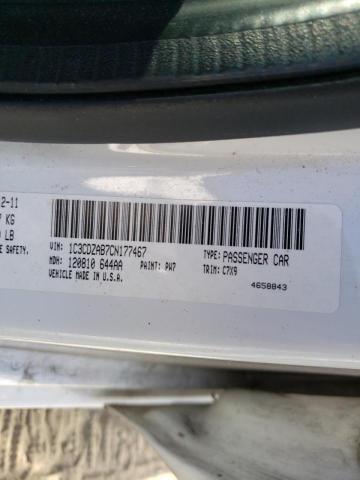 2-11
KG
LB
E SAFETY.
VIN: 1C3CDZAB7CN177467
TYPE: PASSENGER CAR
MDH: 120810 644AA
PAINT: PW7
TRIM: C7X9
VEHICLE MADE IN U.S.A.
4658843